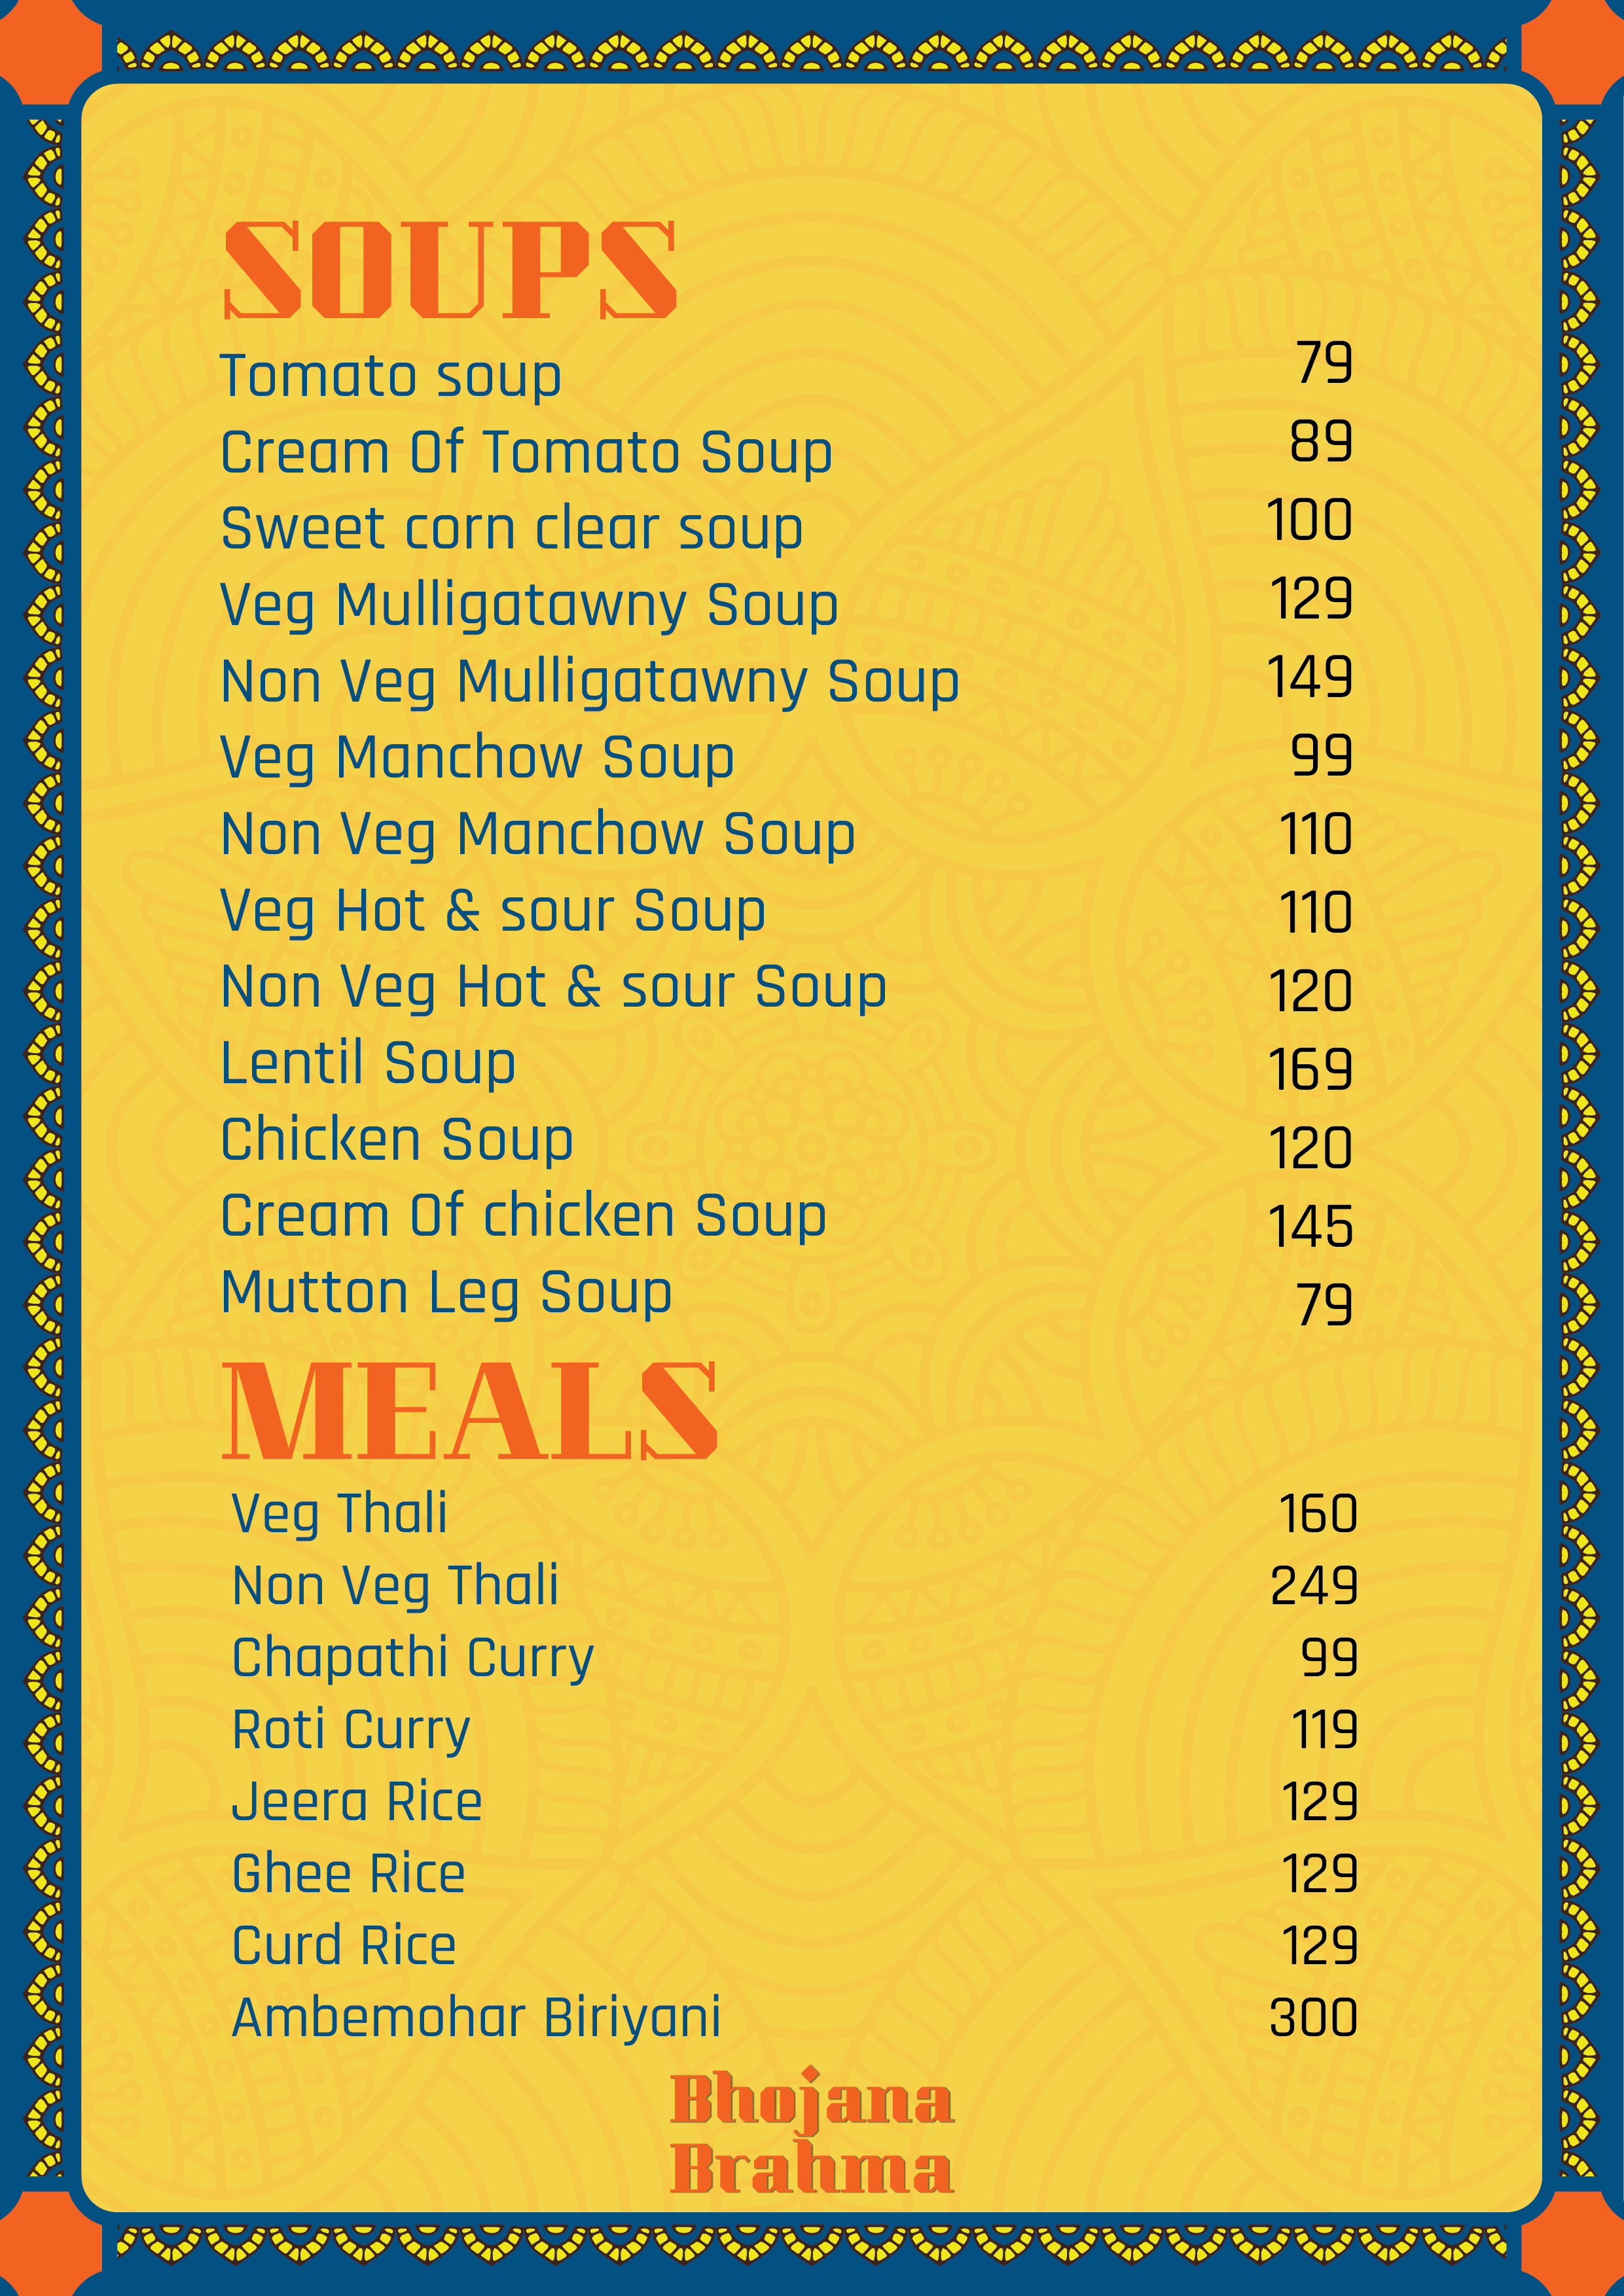 SOUPS
Tomato soup 79
Cream Of Tomato Soup 89
Sweet corn clear soup 100
Veg Mulligatawny Soup 129
Non Veg Mulligatawny Soup 149
Veg Manchow Soup 99
Non Veg Manchow Soup 110
Veg Hot & sour Soup 110
Non Veg Hot & sour Soup 120
Lentil Soup 169
Chicken Soup 120
Cream Of chicken Soup 145
Mutton Leg Soup 79
MEALS
Veg Thali 160
Non Veg Thali 249
Chapathi Curry 99
Roti Curry 119
Jeera Rice 129
Ghee Rice 129
Curd Rice 129
Ambemohar Biriyani 300
Bhojana
Brahma